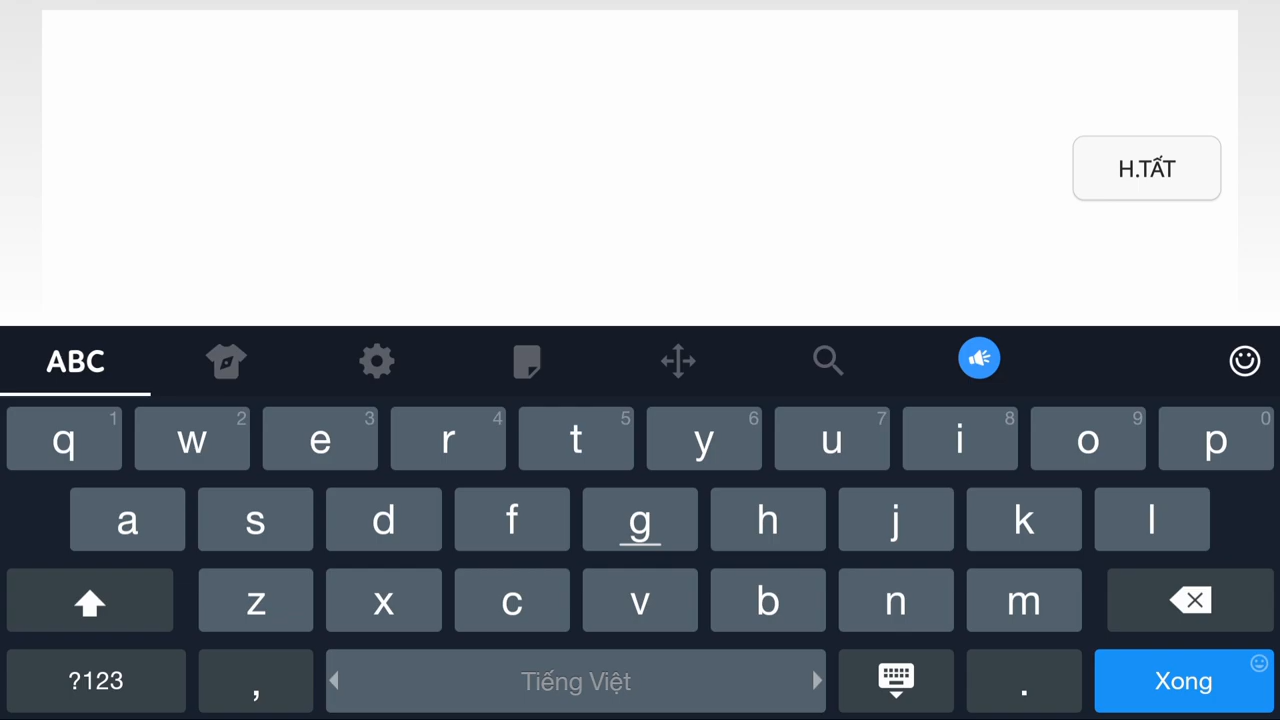 H.TẤT
ABC
q 1 w 2 e 3 r 4 t 5 y 6 u 7 i 8 o 9 p 0
a s d f g h j k l
z x c v b n m
?123 , Tiếng Việt . Xong